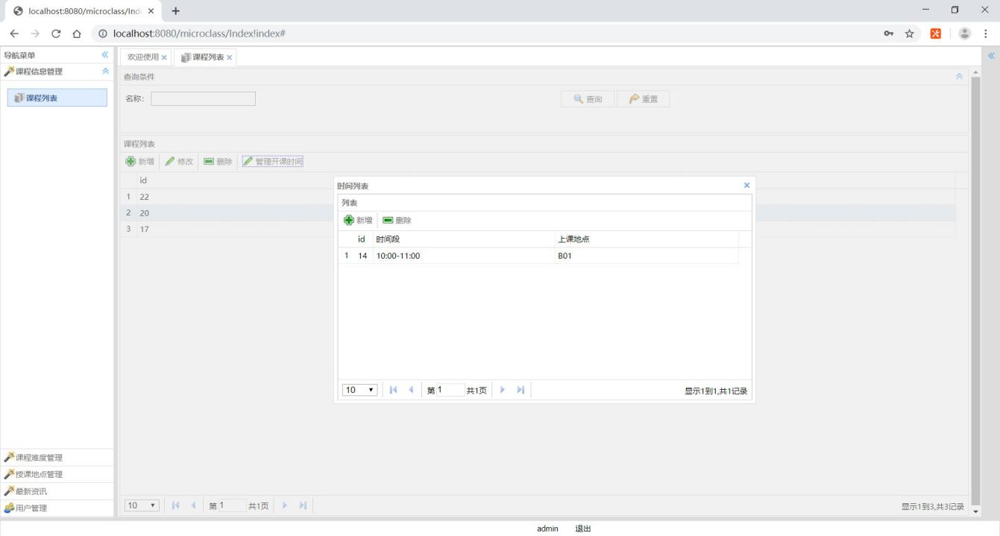 localhost:8080/microclass/Ind
localhost:8080/microclass/Index!index#
导航菜单
欢迎使用 课程列表
课程信息管理
查询条件
课程列表
名称:
查询 重置
课程列表
新增 修改 删除 管理开课时间
id
1 22
2 20
3 17
时间列表
列表
新增 删除
id 时间段 上课地点
1 14 10:00-11:00 B01
10 第 1 共1页 显示1到1,共1记录
课程难度管理
授课地点管理
最新资讯
用户管理
10 第 1 共1页 显示1到3,共3记录
admin 退出